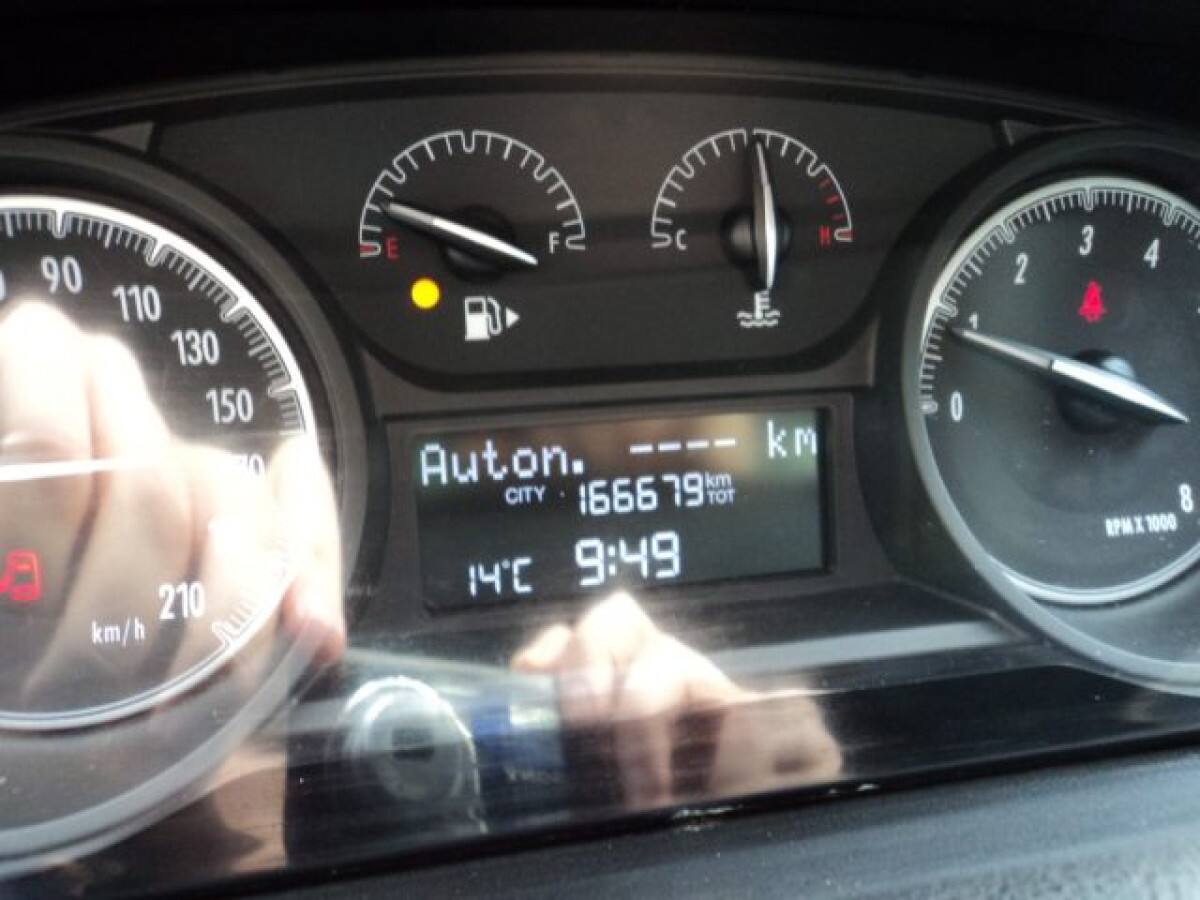 E F
C H
90
110
130
150
210
km/h
0
1
2
3
4
8
RPM X 1000
Auton. ---- km
CITY 166679 km TOT
14°C 9:49